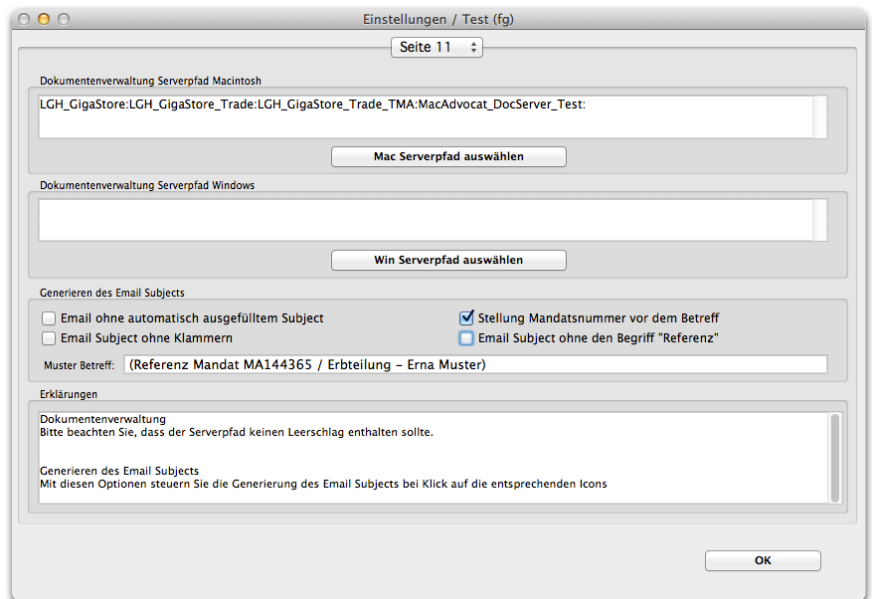 Einstellungen / Test (fg)
Seite 11
Dokumentenverwaltung Serverpfad Macintosh
LGH_GigaStore:LGH_GigaStore_Trade:LGH_GigaStore_Trade_TMA:MacAdvocat_DocServer_Test:
Mac Serverpfad auswählen
Dokumentenverwaltung Serverpfad Windows
Win Serverpfad auswählen
Generieren des Email Subjects
Email ohne automatisch ausgefülltem Subject
Stellung Mandatsnummer vor dem Betreff
Email Subject ohne Klammern
Email Subject ohne den Begriff "Referenz"
Muster Betreff: (Referenz Mandat MA144365 / Erbteilung - Erna Muster)
Erklärungen
Dokumentenverwaltung
Bitte beachten Sie, dass der Serverpfad keinen Leerschlag enthalten sollte.
Generieren des Email Subjects
Mit diesen Optionen steuern Sie die Generierung des Email Subjects bei Klick auf die entsprechenden Icons
OK